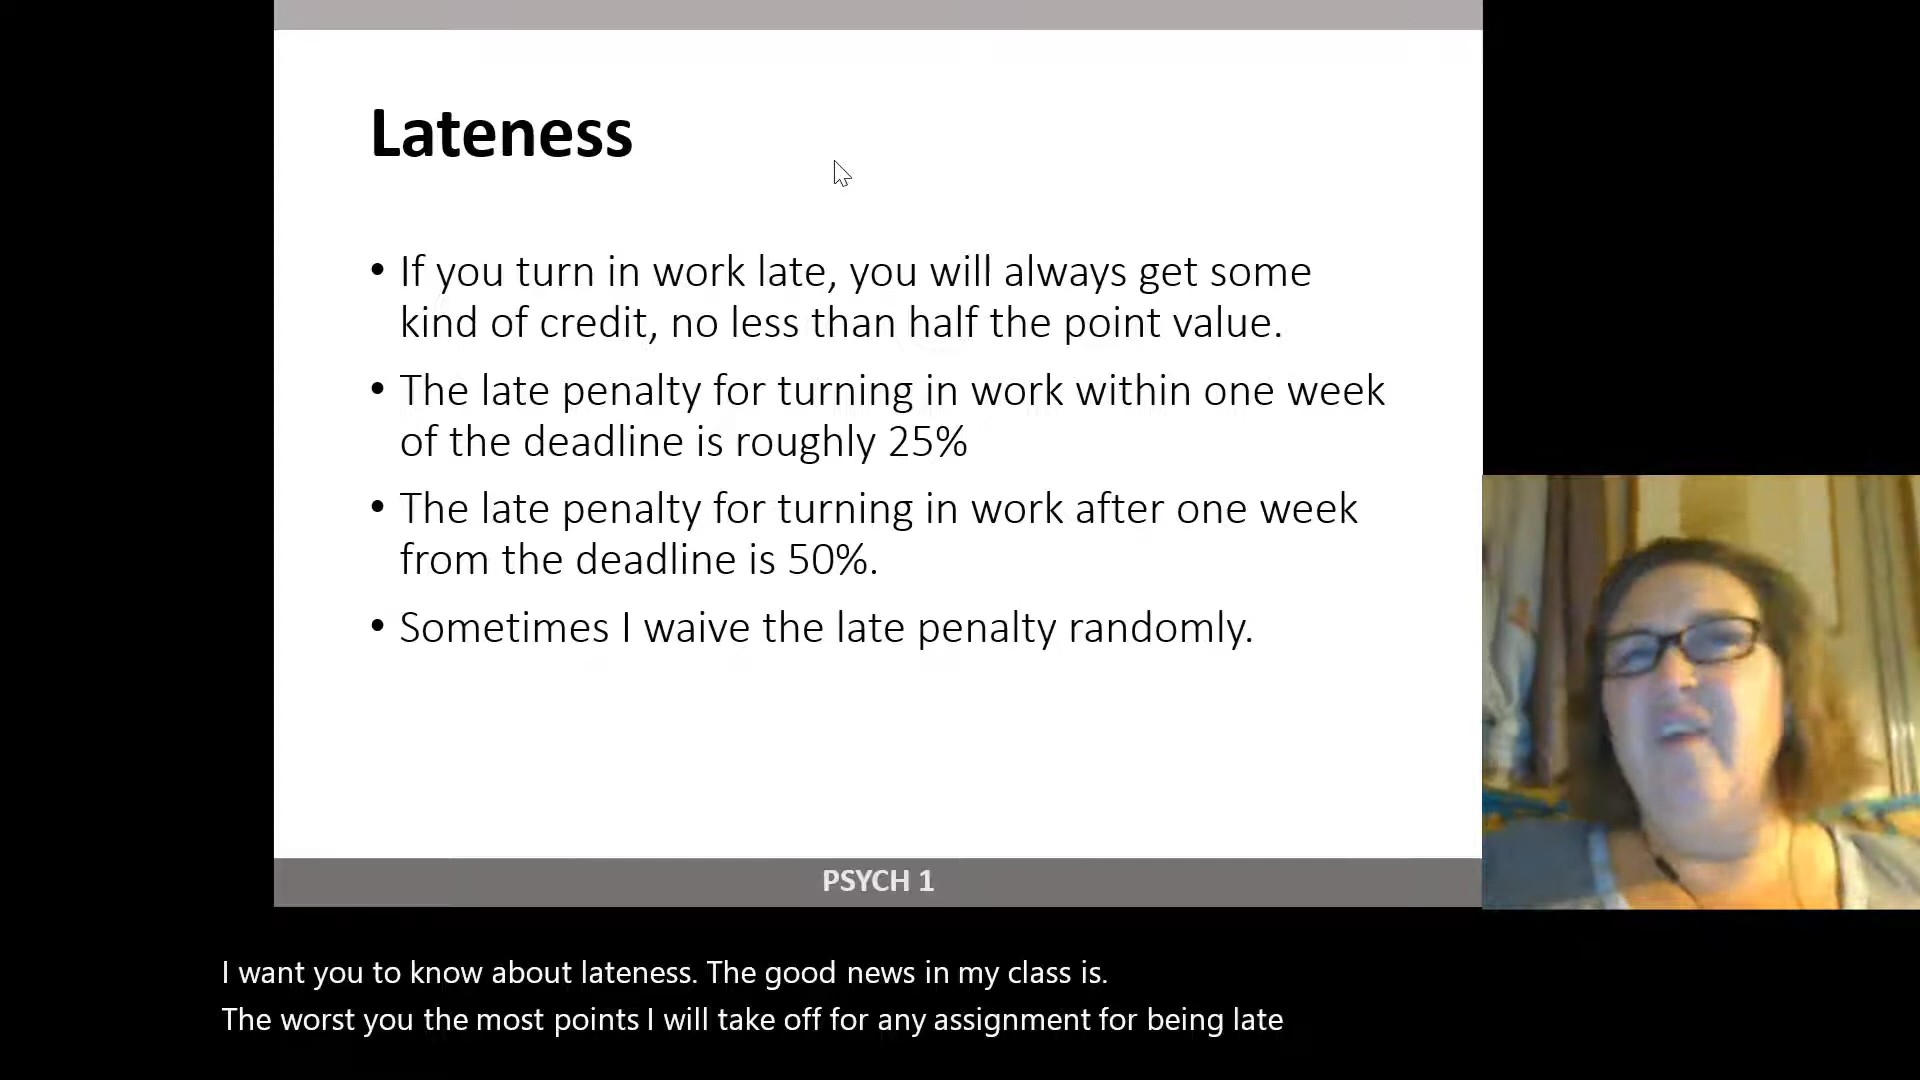 Lateness
• If you turn in work late, you will always get some
kind of credit, no less than half the point value.
• The late penalty for turning in work within one week
of the deadline is roughly 25%
• The late penalty for turning in work after one week
from the deadline is 50%.
• Sometimes I waive the late penalty randomly.
PSYCH 1
I want you to know about lateness. The good news in my class is.
The worst you the most points I will take off for any assignment for being late